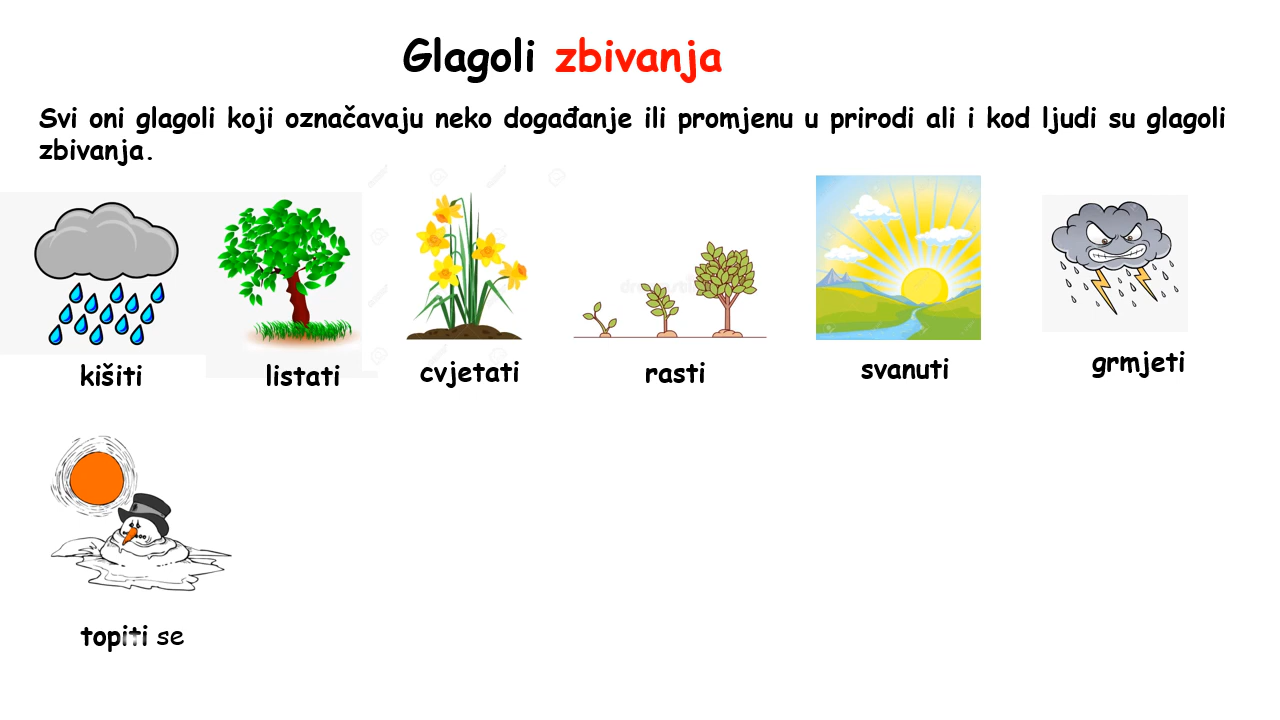 Glagoli zbivanja
Svi oni glagoli koji označavaju neko događanje ili promjenu u prirodi ali i kod ljudi su glagoli
zbivanja.
kišiti listati cvjetati rasti svanuti grmjeti
topiti se